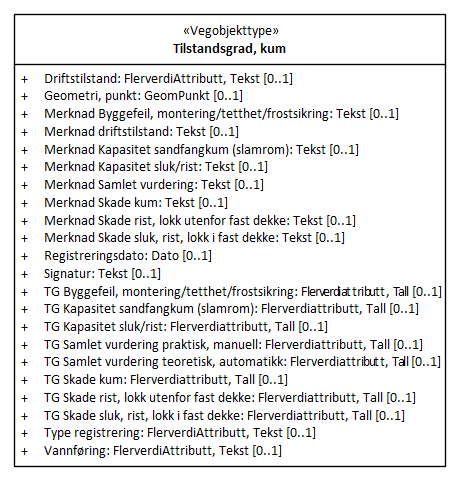 «Vegobjekttype»
Tilstandsgrad, kum
+ Driftstilstand: FlerverdiAttributt, Tekst [0..1]
+ Geometri, punkt: GeomPunkt [0..1]
+ Merknad Byggefeil, montering/tetthet/frostsikring: Tekst [0..1]
+ Merknad driftstilstand: Tekst [0..1]
+ Merknad Kapasitet sandfangkum (slamrom): Tekst [0..1]
+ Merknad Kapasitet sluk/rist: Tekst [0..1]
+ Merknad Samlet vurdering: Tekst [0..1]
+ Merknad Skade kum: Tekst [0..1]
+ Merknad Skade rist, lokk utenfor fast dekke: Tekst [0..1]
+ Merknad Skade sluk, rist, lokk i fast dekke: Tekst [0..1]
+ Registreringsdato: Dato [0..1]
+ Signatur: Tekst [0..1]
+ TG Byggefeil, montering/tetthet/frostsikring: Flerverdiattributt, Tall [0..1]
+ TG Kapasitet sandfangkum (slamrom): Flerverdiattributt, Tall [0..1]
+ TG Kapasitet sluk/rist: Flerverdiattributt, Tall [0..1]
+ TG Samlet vurdering praktisk, manuell: Flerverdiattributt, Tall [0..1]
+ TG Samlet vurdering teoretisk, automatikk: Flerverdiattributt, Tall [0..1]
+ TG Skade kum: Flerverdiattributt, Tall [0..1]
+ TG Skade rist, lokk utenfor fast dekke: Flerverdiattributt, Tall [0..1]
+ TG Skade sluk, rist, lokk i fast dekke: Flerverdiattributt, Tall [0..1]
+ Type registrering: FlerverdiAttributt, Tekst [0..1]
+ Vannføring: FlerverdiAttributt, Tekst [0..1]